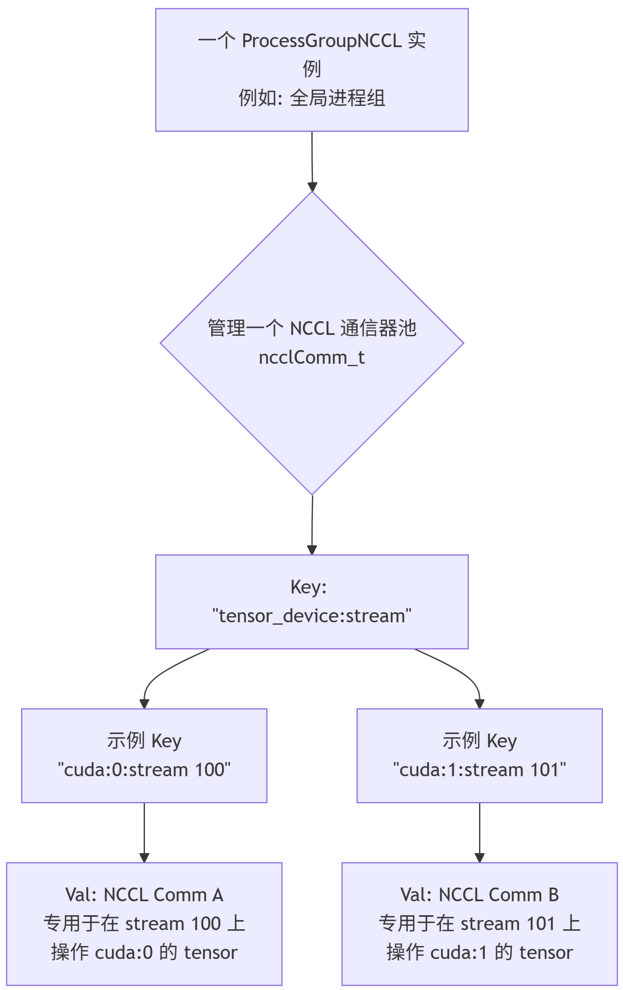 一个 ProcessGroupNCCL 实
例
例如: 全局进程组
管理一个 NCCL 通信器池
ncclComm_t
Key:
"tensor_device:stream"
示例 Key
"cuda:0:stream 100"
示例 Key
"cuda:1:stream 101"
Val: NCCL Comm A
专用于在 stream 100 上
操作 cuda:0 的 tensor
Val: NCCL Comm B
专用于在 stream 101 上
操作 cuda:1 的 tensor